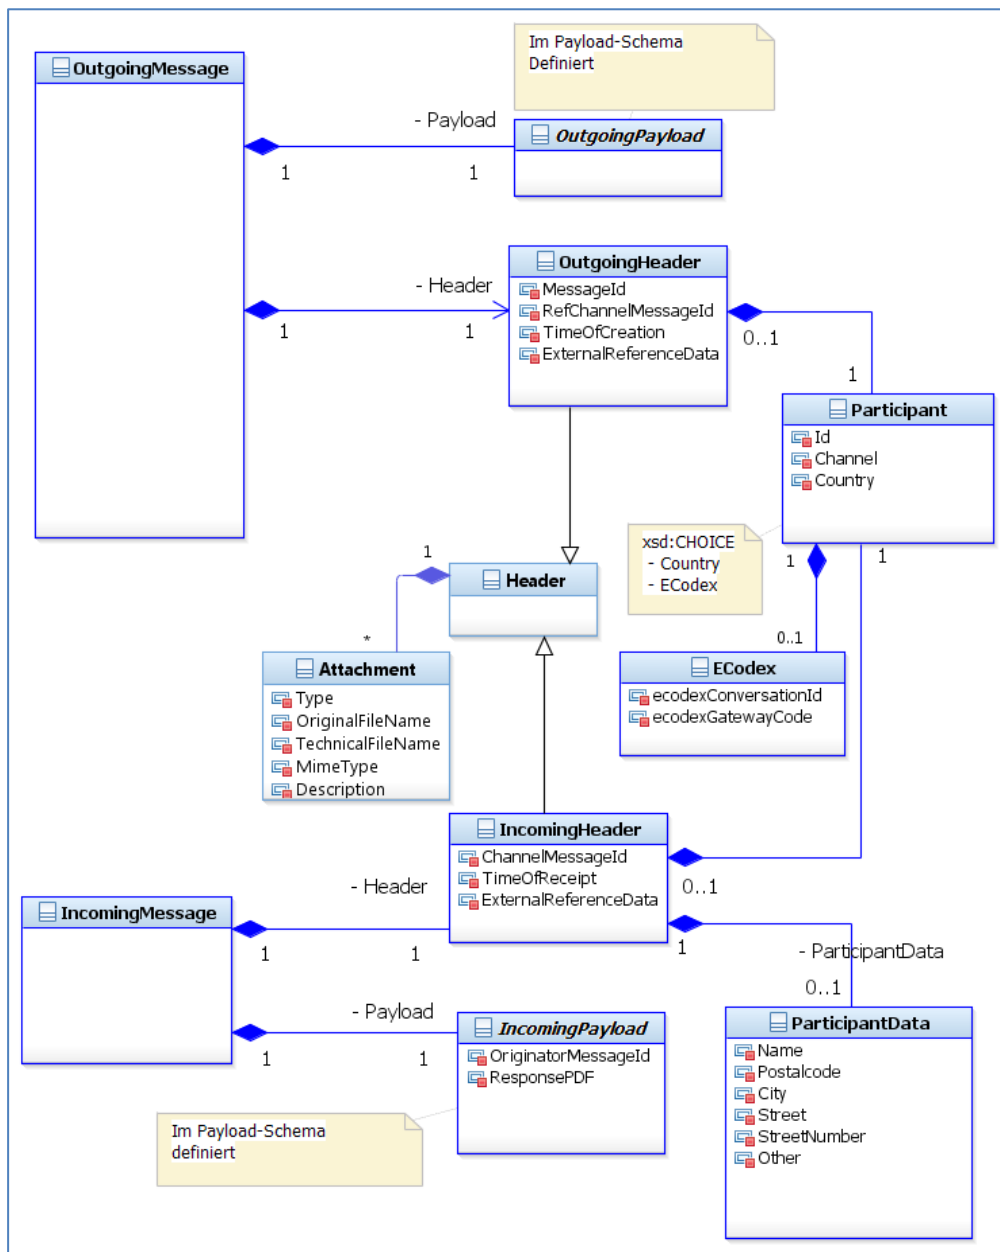 OutgoingMessage
Im Payload-Schema
Definiert
- Payload
1
1
OutgoingPayload
- Header
1
1
OutgoingHeader
MessageId
RefChannelMessageId
TimeOfCreation
ExternalReferenceData
0..1
1
Participant
Id
Channel
Country
xsd:CHOICE
- Country
- ECodex
1
1
0..1
ECodex
ecodexConversationId
ecodexGatewayCode
Header
1
*
Attachment
Type
OriginalFileName
TechnicalFileName
MimeType
Description
IncomingHeader
ChannelMessageId
TimeOfReceipt
ExternalReferenceData
0..1
1
- ParticipantData
0..1
- Header
IncomingMessage
1
1
- Payload
1
1
IncomingPayload
OriginatorMessageId
ResponsePDF
Im Payload-Schema
definiert
ParticipantData
Name
Postalcode
City
Street
StreetNumber
Other